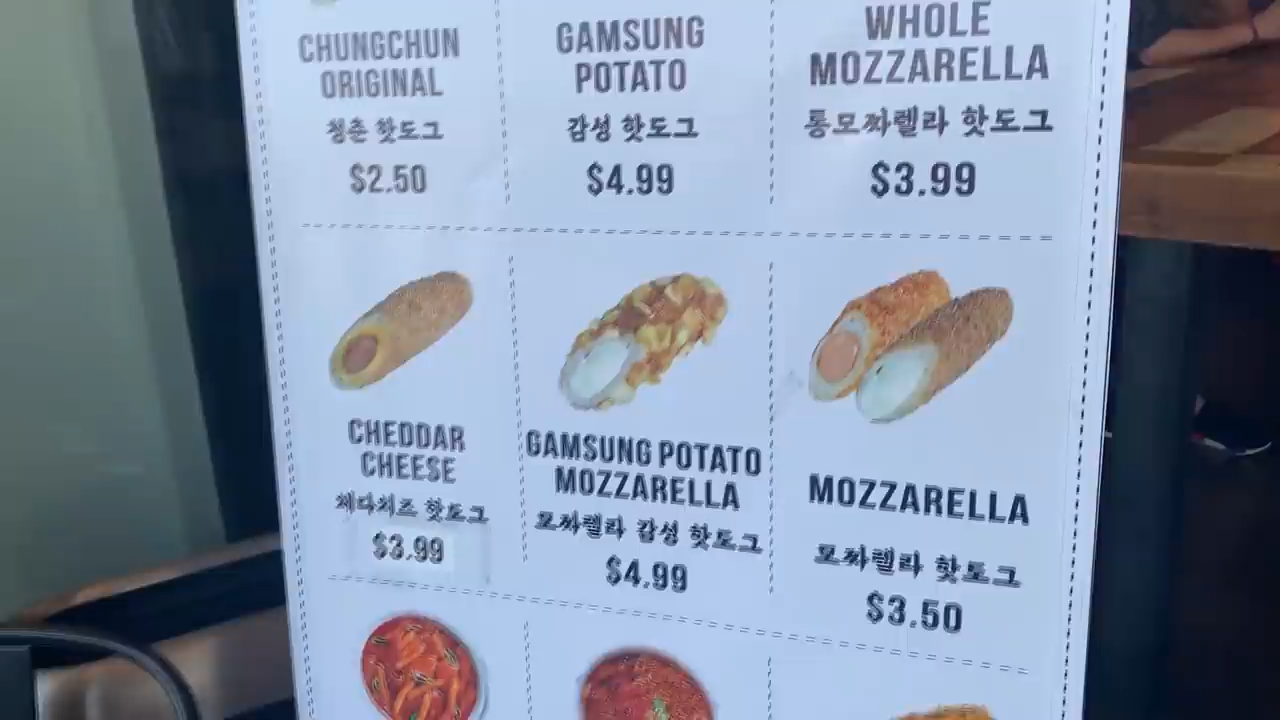 CHUNGCHUN
ORIGINAL
청춘 핫도그
$2.50
GAMSUNG
POTATO
감성 핫도그
$4.99
WHOLE
MOZZARELLA
통모짜렐라 핫도그
$3.99
CHEDDAR
CHEESE
체다치즈 핫도그
$3.99
GAMSUNG POTATO
MOZZARELLA
모짜렐라 감성 핫도그
$4.99
MOZZARELLA
모짜렐라 핫도그
$3.50